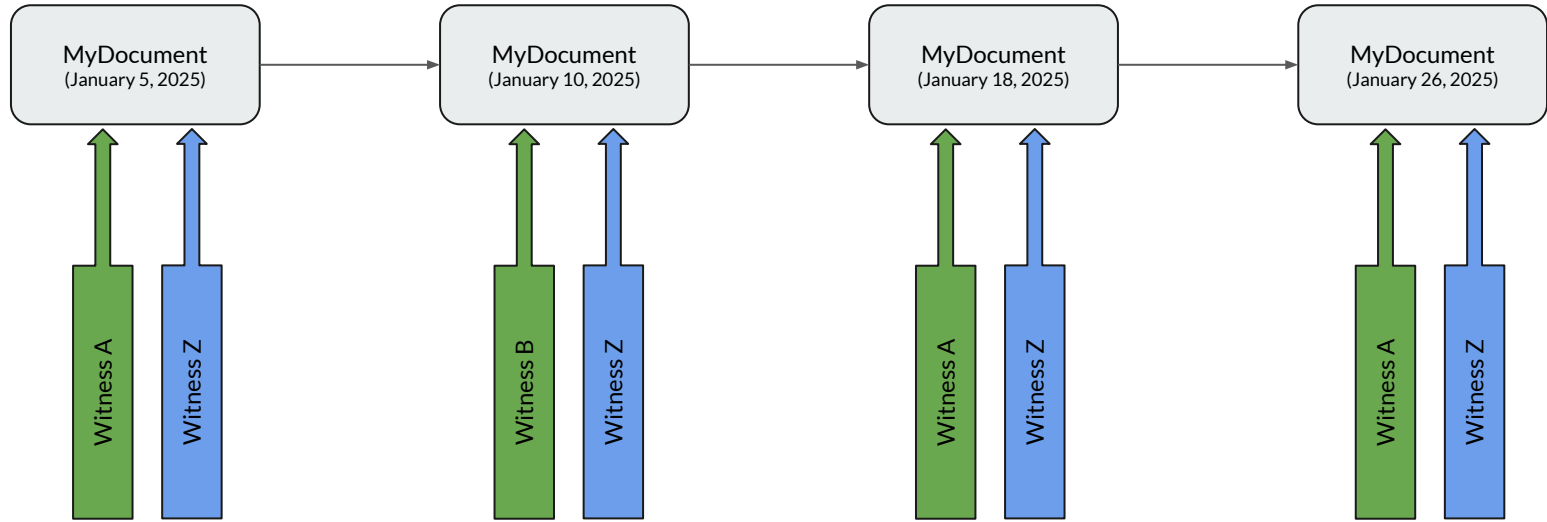 MyDocument
(January 5, 2025)
MyDocument
(January 10, 2025)
MyDocument
(January 18, 2025)
MyDocument
(January 26, 2025)
Witness A
Witness Z
Witness B
Witness Z
Witness A
Witness Z
Witness A
Witness Z